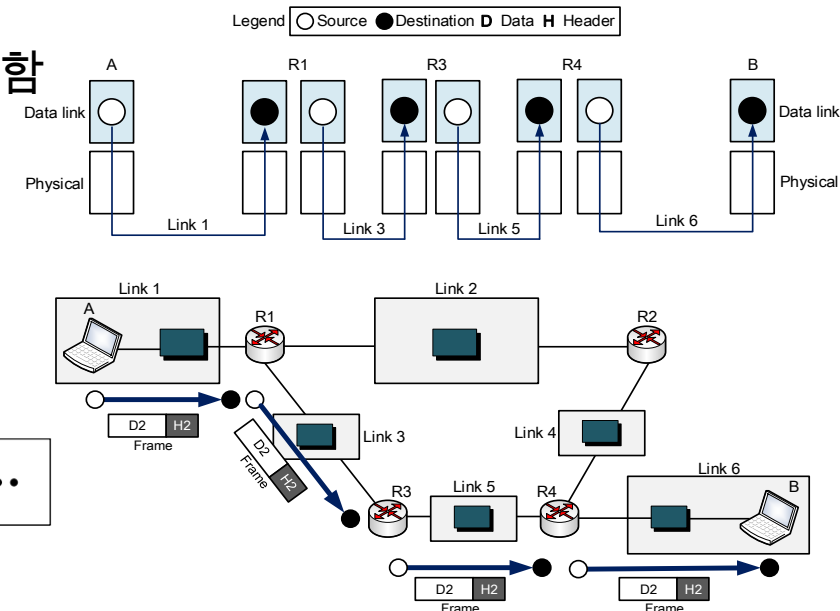 Legend Source Destination D Data H Header
함
A R1 R3 R4 B
Data link Data link
Physical Physical
Link 1 Link 3 Link 5 Link 6
Link 1 Link 2
A R1 R2
D2 H2
Frame
D2 H2
Frame
Link 3 Link 4
R3 Link 5 R4 Link 6
B
D2 H2
Frame
D2 H2
Frame